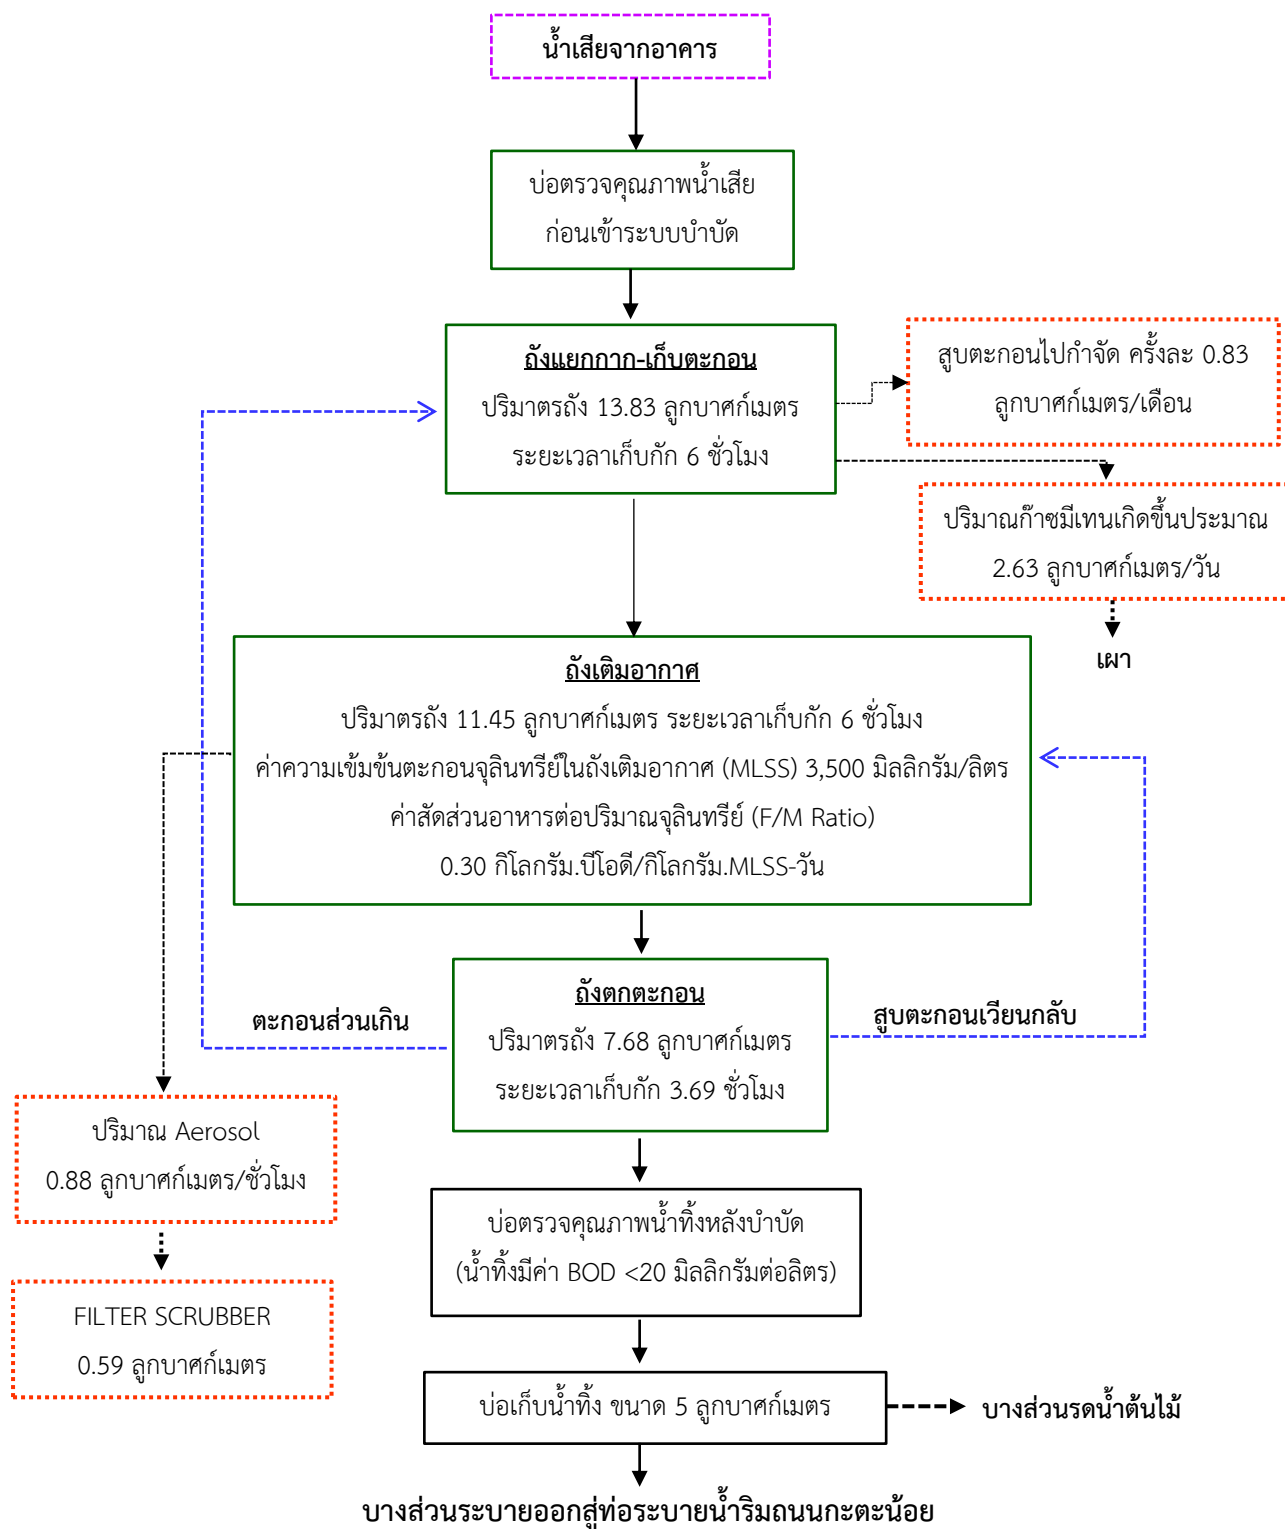 น้ำเสียจากอาคาร
บ่อตรวจคุณภาพน้ำเสีย
ก่อนเข้าระบบบำบัด
ถังแยกกาก-เก็บตะกอน
ปริมาตรถัง 13.83 ลูกบาศก์เมตร
ระยะเวลาเก็บกัก 6 ชั่วโมง
สูบตะกอนไปกำจัด ครั้งละ 0.83
ลูกบาศก์เมตร/เดือน
ปริมาณก๊าซมีเทนเกิดขึ้นประมาณ
2.63 ลูกบาศก์เมตร/วัน
เผา
ถังเติมอากาศ
ปริมาตรถัง 11.45 ลูกบาศก์เมตร ระยะเวลาเก็บกัก 6 ชั่วโมง
ค่าความเข้มข้นตะกอนจุลินทรีย์ในถังเติมอากาศ (MLSS) 3,500 มิลลิกรัม/ลิตร
ค่าสัดส่วนอาหารต่อปริมาณจุลินทรีย์ (F/M Ratio)
0.30 กิโลกรัม.บีโอดี/กิโลกรัม.MLSS-วัน
ถังตกตะกอน
ปริมาตรถัง 7.68 ลูกบาศก์เมตร
ระยะเวลาเก็บกัก 3.69 ชั่วโมง
ตะกอนส่วนเกิน
สูบตะกอนเวียนกลับ
ปริมาณ Aerosol
0.88 ลูกบาศก์เมตร/ชั่วโมง
FILTER SCRUBBER
0.59 ลูกบาศก์เมตร
บ่อตรวจคุณภาพน้ำทิ้งหลังบำบัด
(น้ำทิ้งมีค่า BOD <20 มิลลิกรัมต่อลิตร)
บ่อเก็บน้ำทิ้ง ขนาด 5 ลูกบาศก์เมตร
บางส่วนรดน้ำต้นไม้
บางส่วนระบายออกสู่ท่อระบายน้ำริมถนนกะตะน้อย